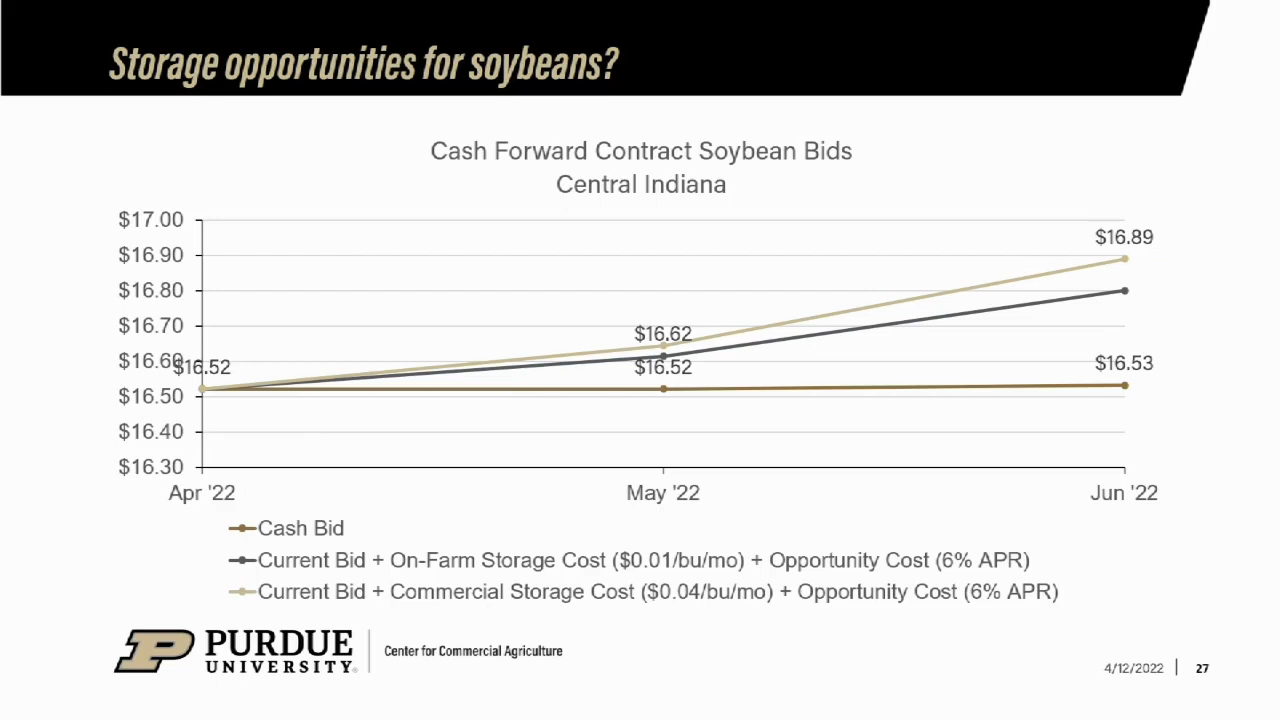 Storage opportunities for soybeans?
Cash Forward Contract Soybean Bids
Central Indiana
$17.00
$16.90
$16.80
$16.70
$16.60
$16.50
$16.40
$16.30
$16.52
$16.62
$16.52
$16.89
$16.53
Apr '22
May '22
Jun '22
Cash Bid
Current Bid + On-Farm Storage Cost ($0.01/bu/mo) + Opportunity Cost (6% APR)
Current Bid + Commercial Storage Cost ($0.04/bu/mo) + Opportunity Cost (6% APR)
P PURDUE
UNIVERSITY®
Center for Commercial Agriculture
4/12/2022 | 27